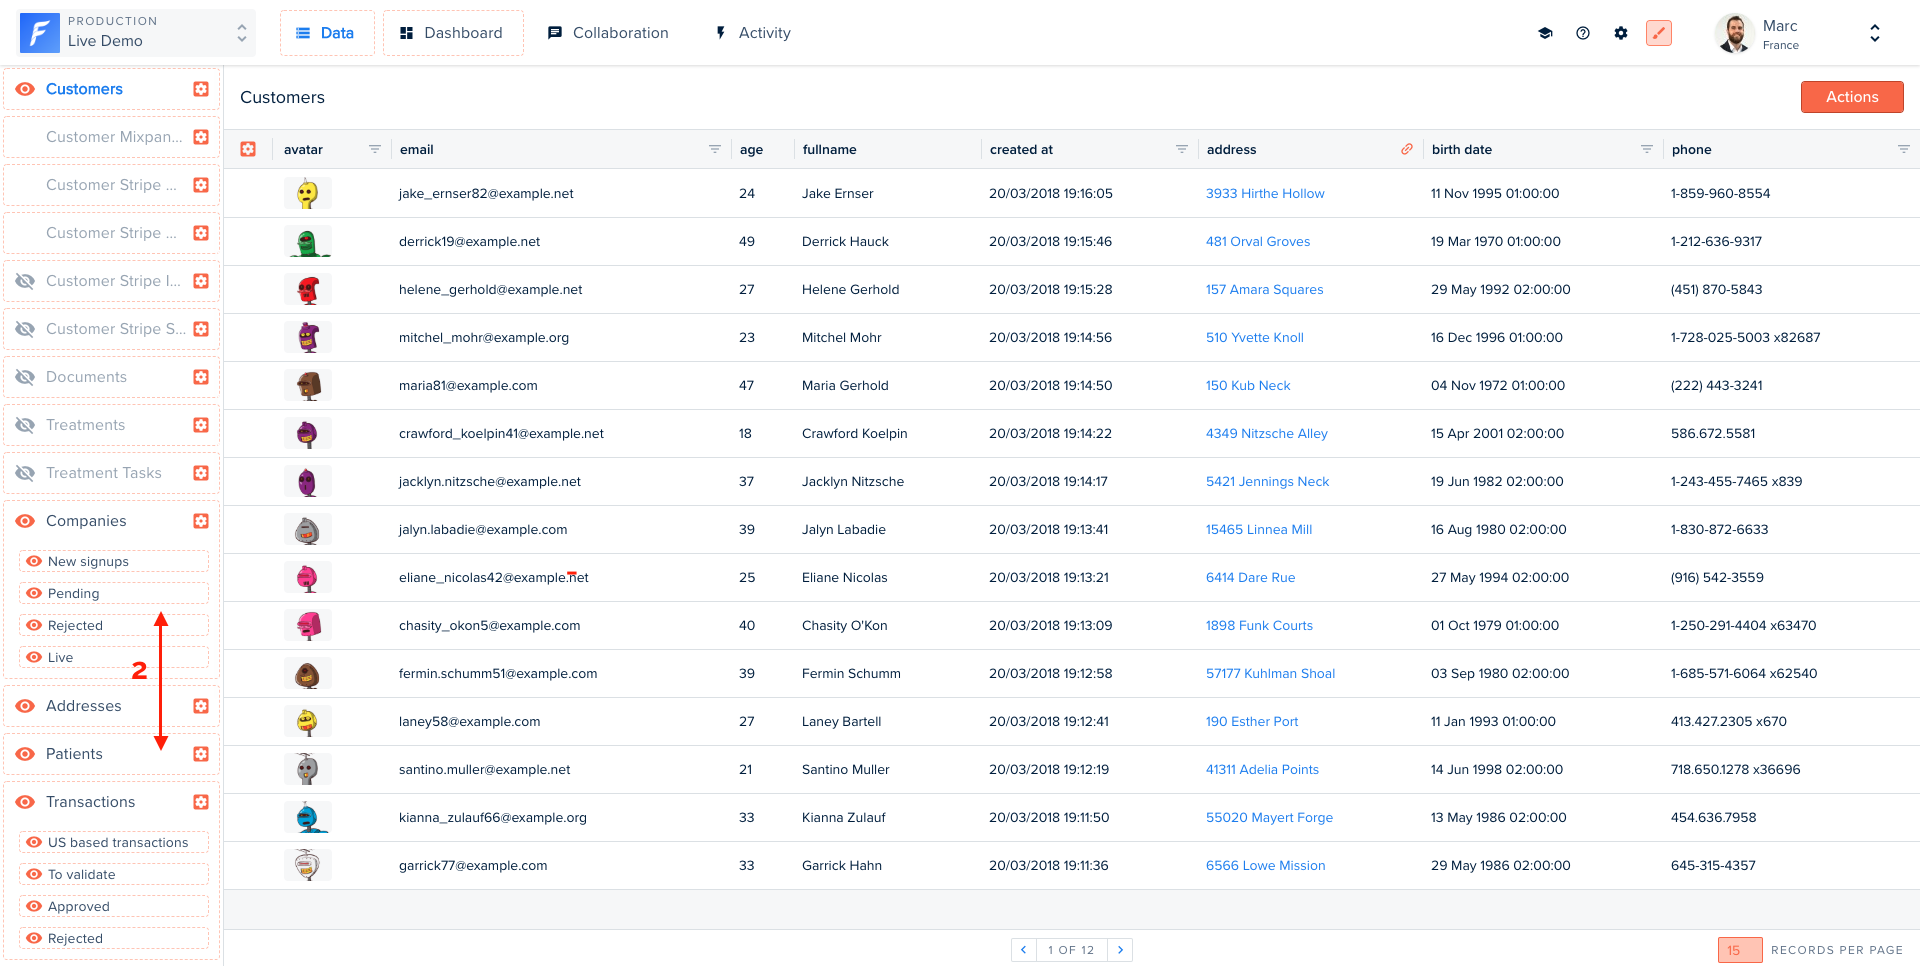 PRODUCTION
Live Demo
Data
Dashboard
Collaboration
Activity
Marc
France
Customers
Customer Mixpan...
Customer Stripe ...
Customer Stripe ...
Customer Stripe I...
Customer Stripe S...
Documents
Treatments
Treatment Tasks
Companies
New signups
Pending
Rejected
Live
2
Addresses
Patients
Transactions
US based transactions
To validate
Approved
Rejected
Customers
Actions
avatar email age fullname created at address birth date phone
jake_ernser82@example.net 24 Jake Ernser 20/03/2018 19:16:05 3933 Hirthe Hollow 11 Nov 1995 01:00:00 1-859-960-8554
derrick19@example.net 49 Derrick Hauck 20/03/2018 19:15:46 481 Orval Groves 19 Mar 1970 01:00:00 1-212-636-9317
helene_gerhold@example.net 27 Helene Gerhold 20/03/2018 19:15:28 157 Amara Squares 29 May 1992 02:00:00 (451) 870-5843
mitchel_mohr@example.org 23 Mitchel Mohr 20/03/2018 19:14:56 510 Yvette Knoll 16 Dec 1996 01:00:00 1-728-025-5003 x82687
maria81@example.com 47 Maria Gerhold 20/03/2018 19:14:50 150 Kub Neck 04 Nov 1972 01:00:00 (222) 443-3241
crawford_koelpin41@example.net 18 Crawford Koelpin 20/03/2018 19:14:22 4349 Nitzsche Alley 15 Apr 2001 02:00:00 586.672.5581
jacklyn.nitzsche@example.net 37 Jacklyn Nitzsche 20/03/2018 19:14:17 5421 Jennings Neck 19 Jun 1982 02:00:00 1-243-455-7465 x839
jalyn.labadie@example.com 39 Jalyn Labadie 20/03/2018 19:13:41 15465 Linnea Mill 16 Aug 1980 02:00:00 1-830-872-6633
eliane_nicolas42@example.net 25 Eliane Nicolas 20/03/2018 19:13:21 6414 Dare Rue 27 May 1994 02:00:00 (916) 542-3559
chasity_okon5@example.com 40 Chasity O'Kon 20/03/2018 19:13:09 1898 Funk Courts 01 Oct 1979 01:00:00 1-250-291-4404 x63470
fermin.schumm51@example.com 39 Fermin Schumm 20/03/2018 19:12:58 57177 Kuhlman Shoal 03 Sep 1980 02:00:00 1-685-571-6064 x62540
laney58@example.com 27 Laney Bartell 20/03/2018 19:12:41 190 Esther Port 11 Jan 1993 01:00:00 413.427.2305 x670
santino.muller@example.net 21 Santino Muller 20/03/2018 19:12:19 41311 Adelia Points 14 Jun 1998 02:00:00 718.650.1278 x36696
kianna_zulauf66@example.org 33 Kianna Zulauf 20/03/2018 19:11:50 55020 Mayert Forge 13 May 1986 02:00:00 454.636.7958
garrick77@example.com 33 Garrick Hahn 20/03/2018 19:11:36 6566 Lowe Mission 29 May 1986 02:00:00 645-315-4357
1 OF 12
15 RECORDS PER PAGE